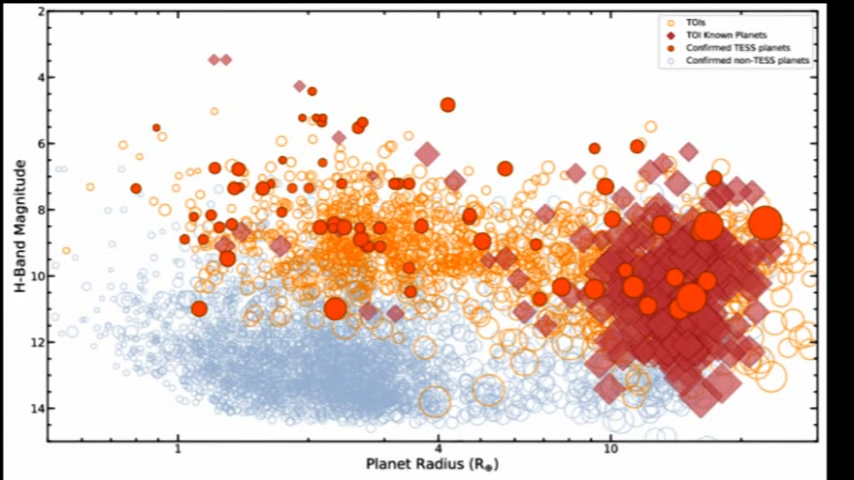 2
TOIs
TOI Known Planets
Confirmed TESS planets
Confirmed non-TESS planets
4
6
8
10
12
14
H-Band Magnitude
1
4
10
Planet Radius (R⊕)